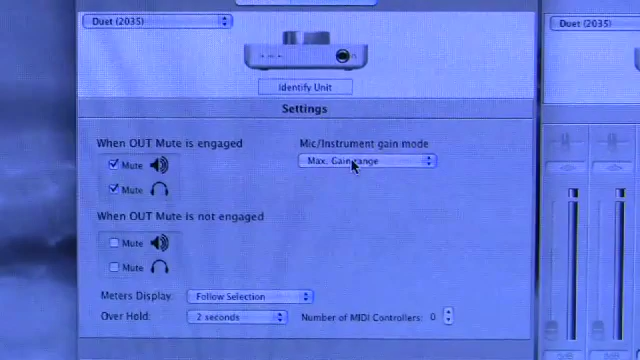 Duet (2035)
Duet (2035)
Identify Unit
Settings
When OUT Mute is engaged
Mic/Instrument gain mode
Mute
Max. Gain range
Mute
When OUT Mute is not engaged
Mute
Mute
Meters Display: Follow Selection
Over Hold: 2 seconds
Number of MIDI Controllers: 0